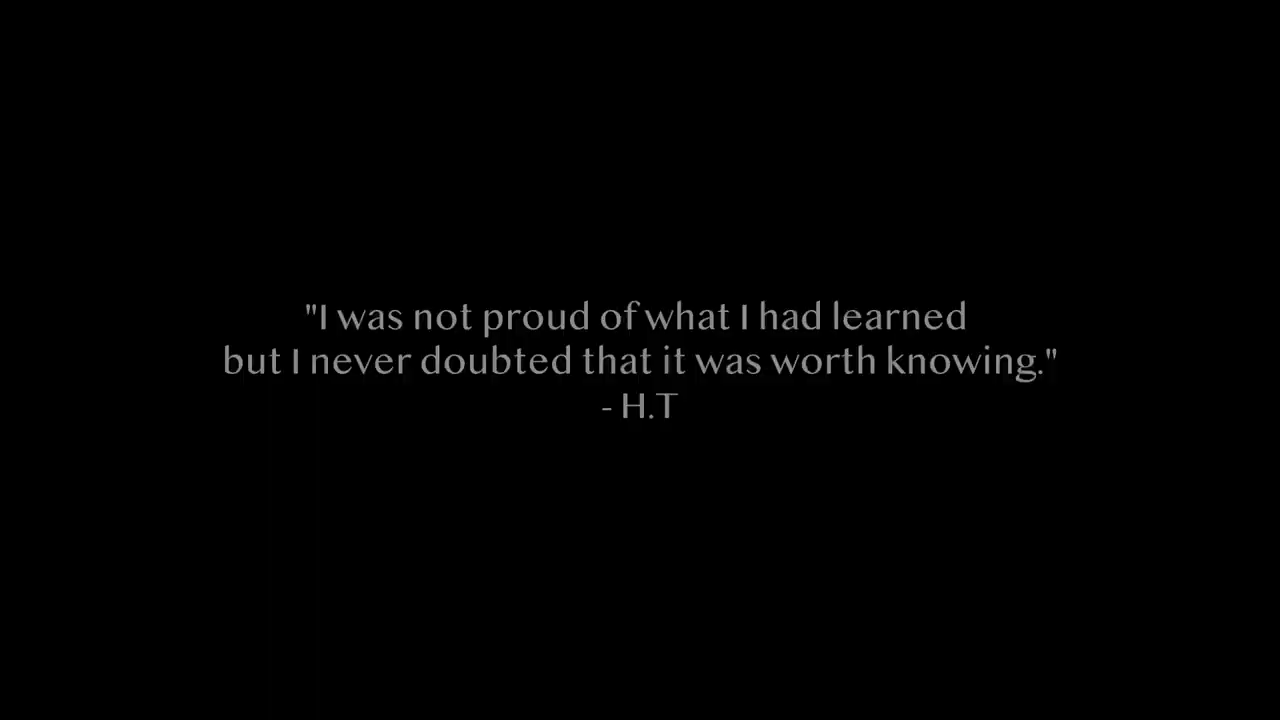 "I was not proud of what I had learned
but I never doubted that it was worth knowing."
- H.T